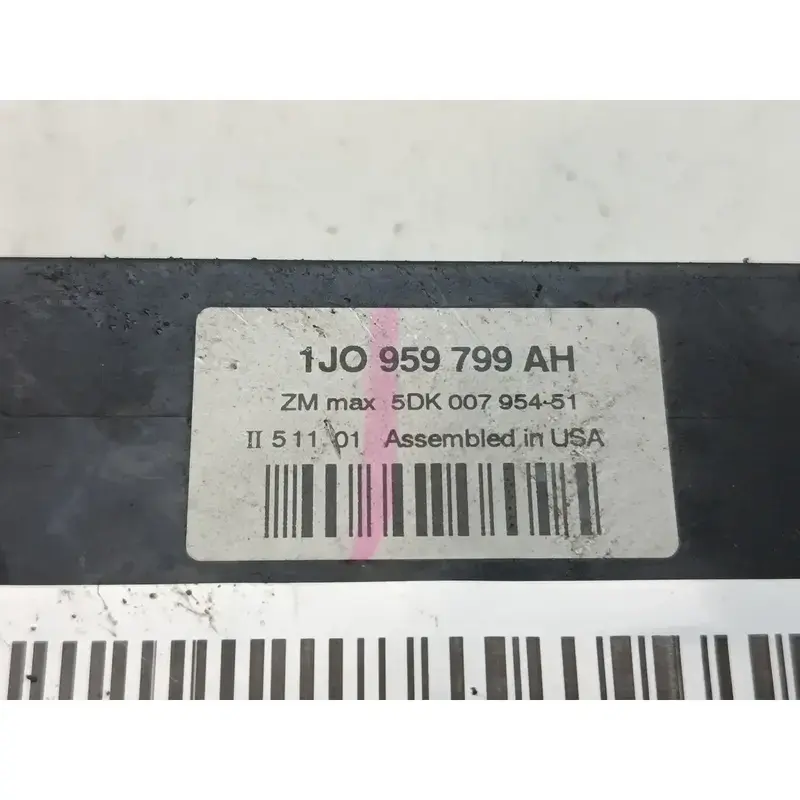 1JO 959 799 AH
ZM max 5DK 007 954-51
II 5 11 01 Assembled in USA